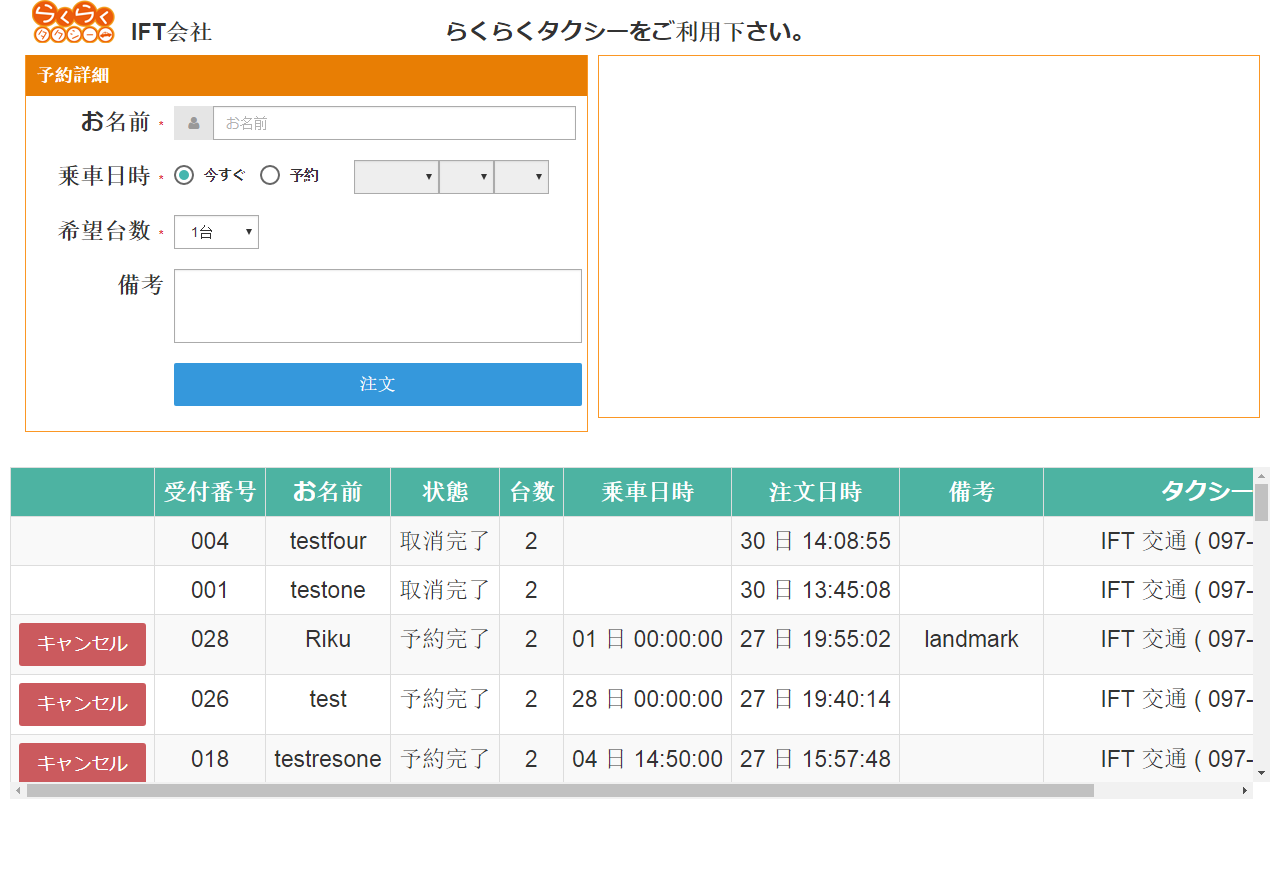 らくらく
タクシー
IFT会社
らくらくタクシーをご利用下さい。
予約詳細
お名前 *
お名前
乗車日時 * 今すぐ 予約
希望台数 * 1台
備考
注文
受付番号 お名前 状態 台数 乗車日時 注文日時 備考 タクシー
004 testfour 取消完了 2 30 日 14:08:55 IFT 交通 ( 097-
001 testone 取消完了 2 30 日 13:45:08 IFT 交通 ( 097-
キャンセル 028 Riku 予約完了 2 01 日 00:00:00 27 日 19:55:02 landmark IFT 交通 ( 097-
キャンセル 026 test 予約完了 2 28 日 00:00:00 27 日 19:40:14 IFT 交通 ( 097-
キャンセル 018 testresone 予約完了 2 04 日 14:50:00 27 日 15:57:48 IFT 交通 ( 097-